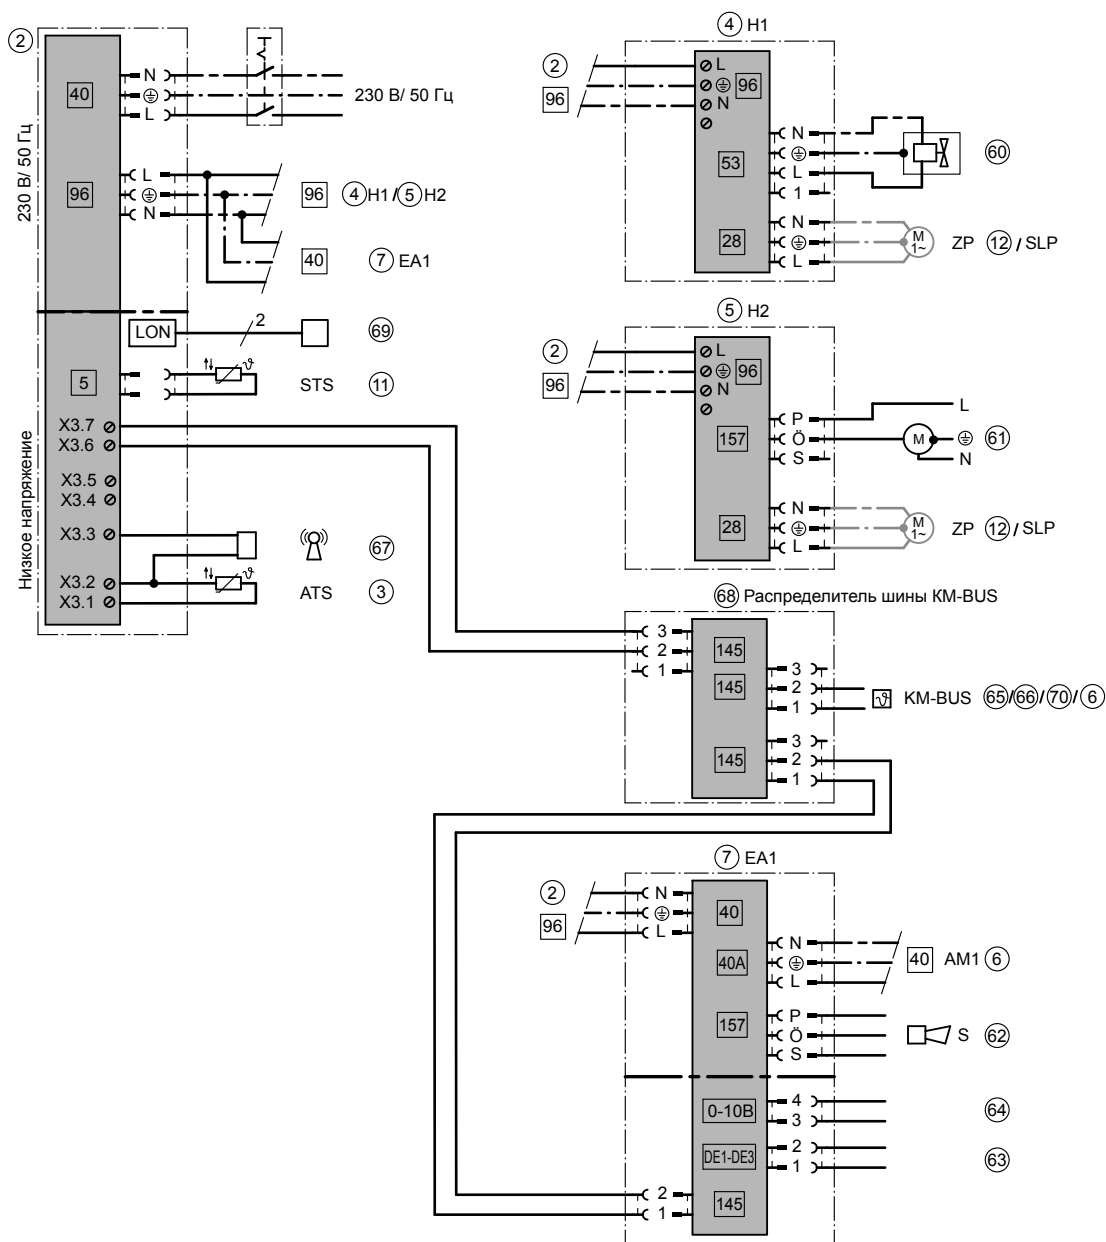 2
230 В/ 50 Гц
40
N
L
230 В/ 50 Гц
96
L
N
96 4 H1/5 H2
40 7 EA1
LON
2
69
5
ϑ
STS 11
Низкое напряжение
X3.7
X3.6
X3.5
X3.4
X3.3
67
X3.2
X3.1
ϑ
ATS 3
4 H1
2
96
L
N
96
53
N
L
1
60
28
N
L
M
1~
ZP 12 / SLP
5 H2
2
96
L
N
96
157
P
Ö
S
M
L
N
61
28
N
L
M
1~
ZP 12 / SLP
68 Распределитель шины KM-BUS
3
2
1
145
145
3
2
1
ϑ KM-BUS 65/66/70/6
145
3
2
1
7 EA1
2
96
N
L
40
40A
N
L
40 AM1 6
157
P
Ö
S
S 62
0-10В
4
3
64
DE1-DE3
2
1
63
2
1
145